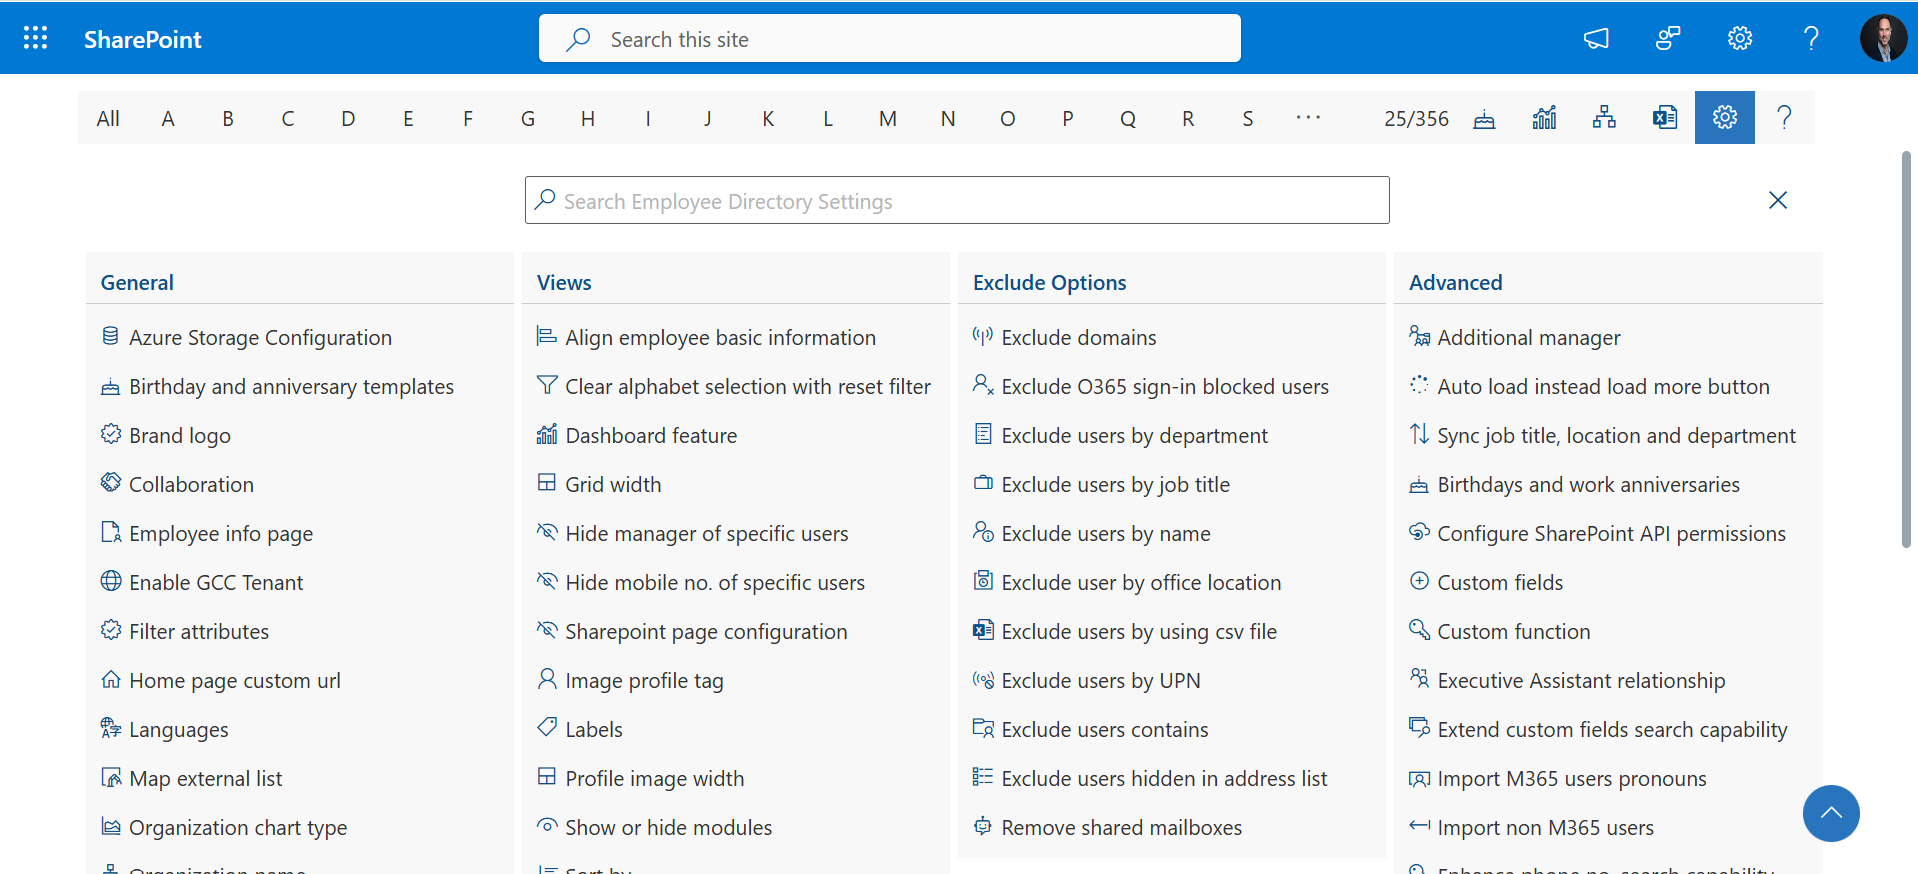 SharePoint
Search this site
All A B C D E F G H I J K L M N O P Q R S ··· 25/356
Search Employee Directory Settings
General
Azure Storage Configuration
Birthday and anniversary templates
Brand logo
Collaboration
Employee info page
Enable GCC Tenant
Filter attributes
Home page custom url
Languages
Map external list
Organization chart type
Organization name
Views
Align employee basic information
Clear alphabet selection with reset filter
Dashboard feature
Grid width
Hide manager of specific users
Hide mobile no. of specific users
Sharepoint page configuration
Image profile tag
Labels
Profile image width
Show or hide modules
Sort by
Exclude Options
Exclude domains
Exclude O365 sign-in blocked users
Exclude users by department
Exclude users by job title
Exclude users by name
Exclude user by office location
Exclude users by using csv file
Exclude users by UPN
Exclude users contains
Exclude users hidden in address list
Remove shared mailboxes
Advanced
Additional manager
Auto load instead load more button
Sync job title, location and department
Birthdays and work anniversaries
Configure SharePoint API permissions
Custom fields
Custom function
Executive Assistant relationship
Extend custom fields search capability
Import M365 users pronouns
Import non M365 users
Enhance phone no. search capability